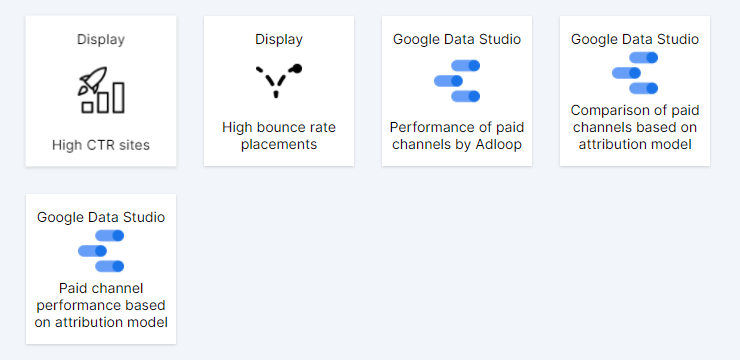 Display
High CTR sites
Display
High bounce rate
placements
Google Data Studio
Performance of paid
channels by Adloop
Google Data Studio
Comparison of paid
channels based on
attribution model
Google Data Studio
Paid channel
performance based
on attribution model